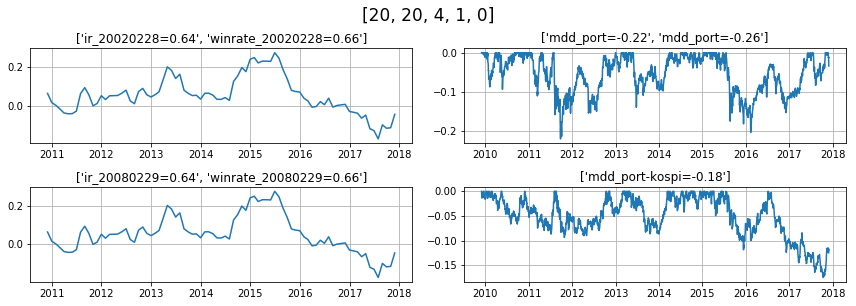 [20, 20, 4, 1, 0]
['ir_20020228=0.64', 'winrate_20020228=0.66']
0.2
0.0
2011 2012 2013 2014 2015 2016 2017 2018
['mdd_port=-0.22', 'mdd_port=-0.26']
0.0
−0.1
−0.2
2010 2011 2012 2013 2014 2015 2016 2017 2018
['ir_20080229=0.64', 'winrate_20080229=0.66']
0.2
0.0
2011 2012 2013 2014 2015 2016 2017 2018
['mdd_port-kospi=-0.18']
0.00
−0.05
−0.10
−0.15
2010 2011 2012 2013 2014 2015 2016 2017 2018